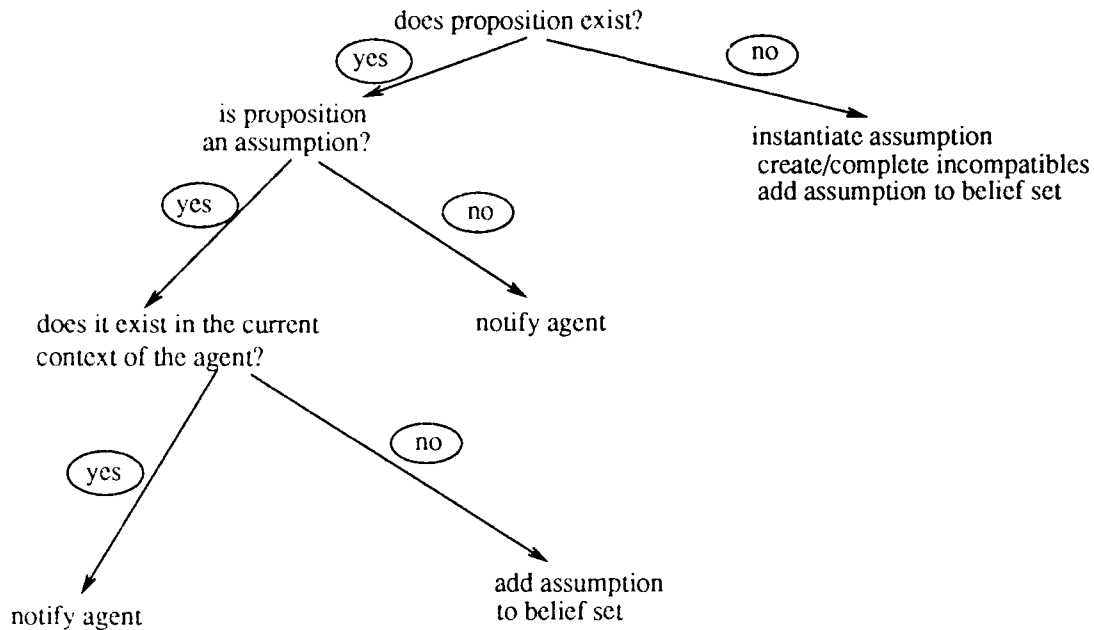 does proposition exist?
yes
no
is proposition
an assumption?
instantiate assumption
create/complete incompatibles
add assumption to belief set
yes
no
does it exist in the current
context of the agent?
notify agent
yes
no
notify agent
add assumption
to belief set